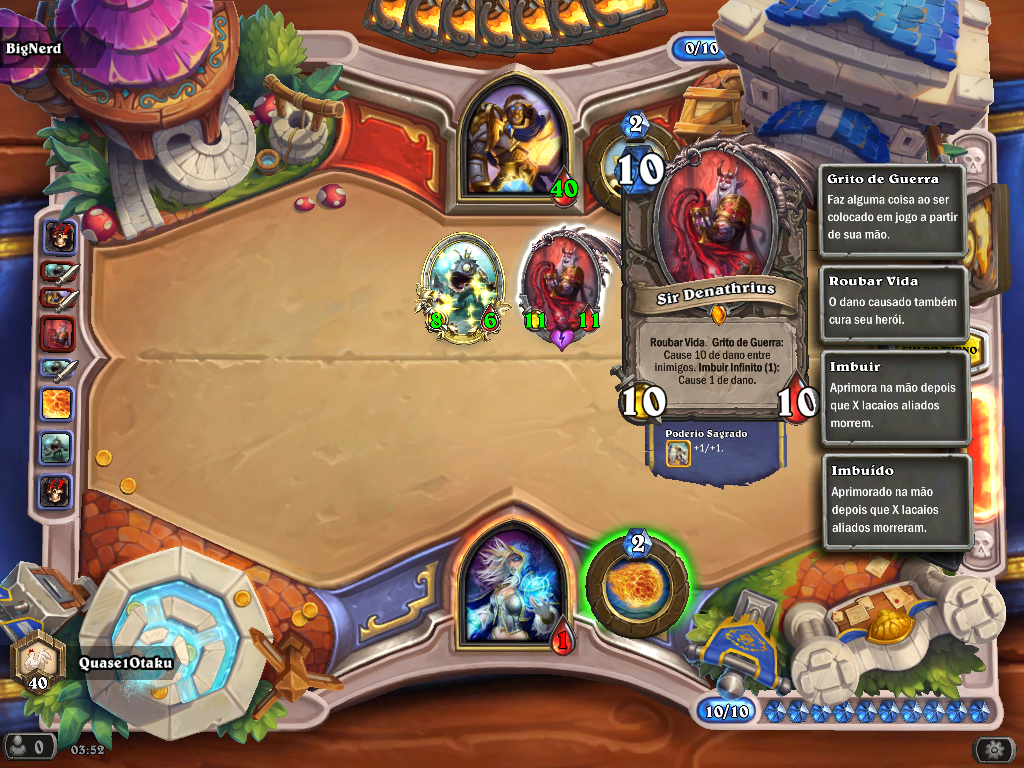 BigNerd
0/10
2
10
40
Grito de Guerra
Faz alguma coisa ao ser
colocado em jogo a partir
de sua mão.
Roubar Vida
O dano causado também
cura seu herói.
Sir Denathrius
8
6
11
11
Roubar Vida. Grito de Guerra:
Cause 10 de dano entre
inimigos. Imbuir Infinito (1):
Cause 1 de dano.
10
10
Imbuir
Aprimora na mão depois
que X lacaios aliados
morrem.
Poderio Sagrado
+1/+1.
Imbuído
Aprimorado na mão
depois que X lacaios
aliados morreram.
2
1
Quase1Otaku
40
10/10
0
03:52